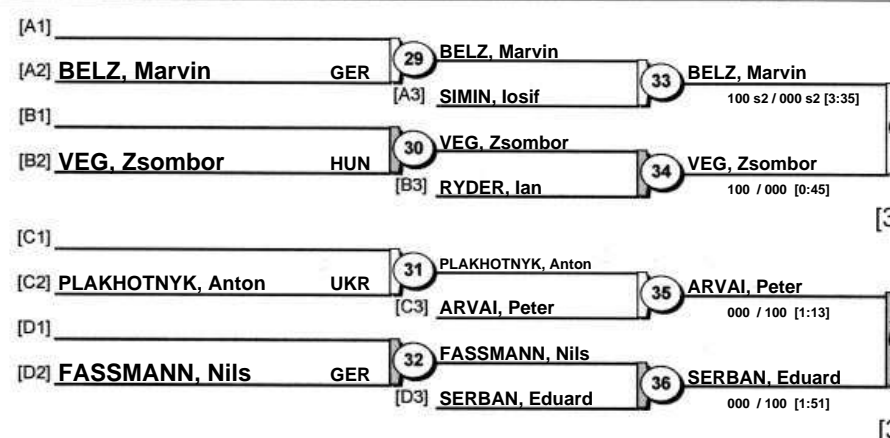 [A1]
[A2] BELZ, Marvin GER
29
BELZ, Marvin
[A3] SIMIN, Iosif
33
BELZ, Marvin
100 s2 / 000 s2 [3:35]
[B1]
[B2] VEG, Zsombor HUN
30
VEG, Zsombor
[B3] RYDER, Ian
34
VEG, Zsombor
100 / 000 [0:45]
[3
[C1]
[C2] PLAKHOTNYK, Anton UKR
31
PLAKHOTNYK, Anton
[C3] ARVAI, Peter
35
ARVAI, Peter
000 / 100 [1:13]
[D1]
[D2] FASSMANN, Nils GER
32
FASSMANN, Nils
[D3] SERBAN, Eduard
36
SERBAN, Eduard
000 / 100 [1:51]
[3